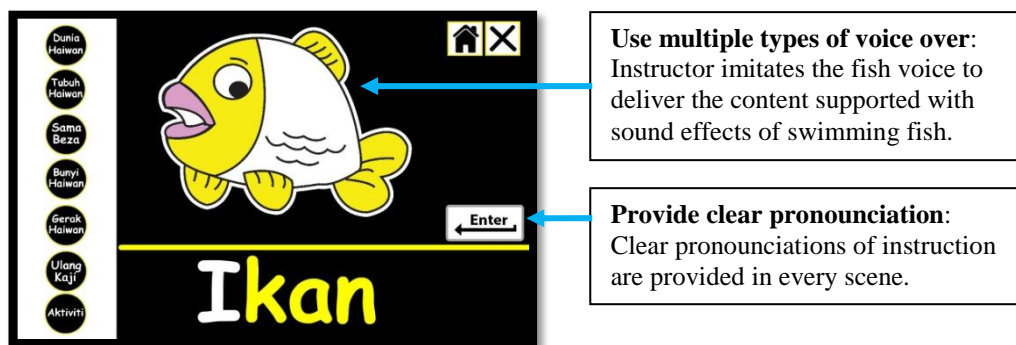 Dunia
Haiwan
Tubuh
Haiwan
Sama
Beza
Bunyi
Haiwan
Gerak
Haiwan
Ulang
Kaji
Aktiviti
Enter
Ikan
Use multiple types of voice over:
Instructor imitates the fish voice to
deliver the content supported with
sound effects of swimming fish.
Provide clear pronounciation:
Clear pronounciations of instruction
are provided in every scene.